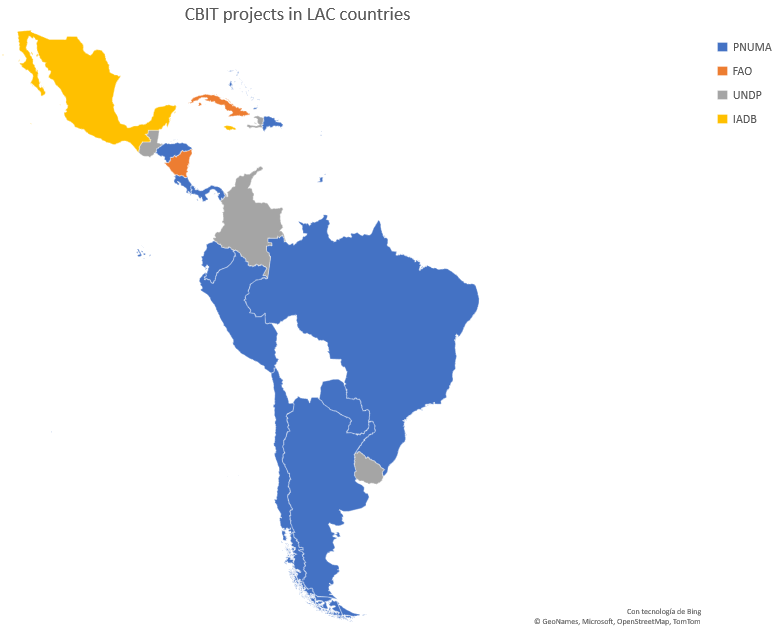 CBIT projects in LAC countries
PNUMA
FAO
UNDP
IADB
Con tecnología de Bing
© GeoNames, Microsoft, OpenStreetMap, TomTom